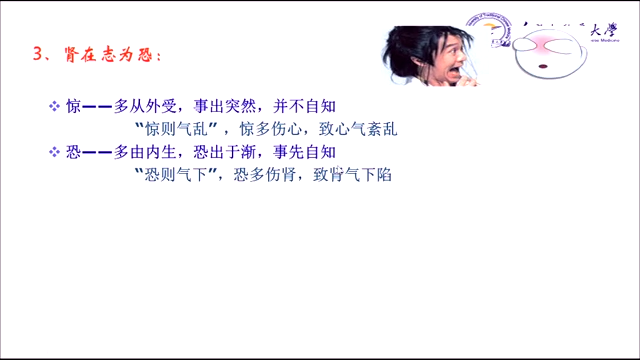 3、肾在志为恐：
大學
惊——多从外受，事出突然，并不自知
“惊则气乱”，惊多伤心，致心气紊乱
恐——多由内生，恐出于渐，事先自知
“恐则气下”，恐多伤肾，致肾气下陷